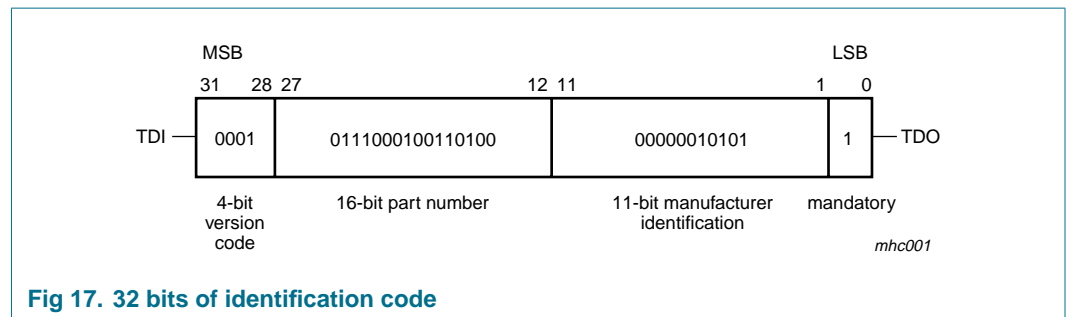 MSB LSB
31 28 27 12 11 1 0
TDI 0001 0111000100110100 00000010101 1 TDO
4-bit version code
16-bit part number
11-bit manufacturer identification
mandatory
mhc001
Fig 17. 32 bits of identification code